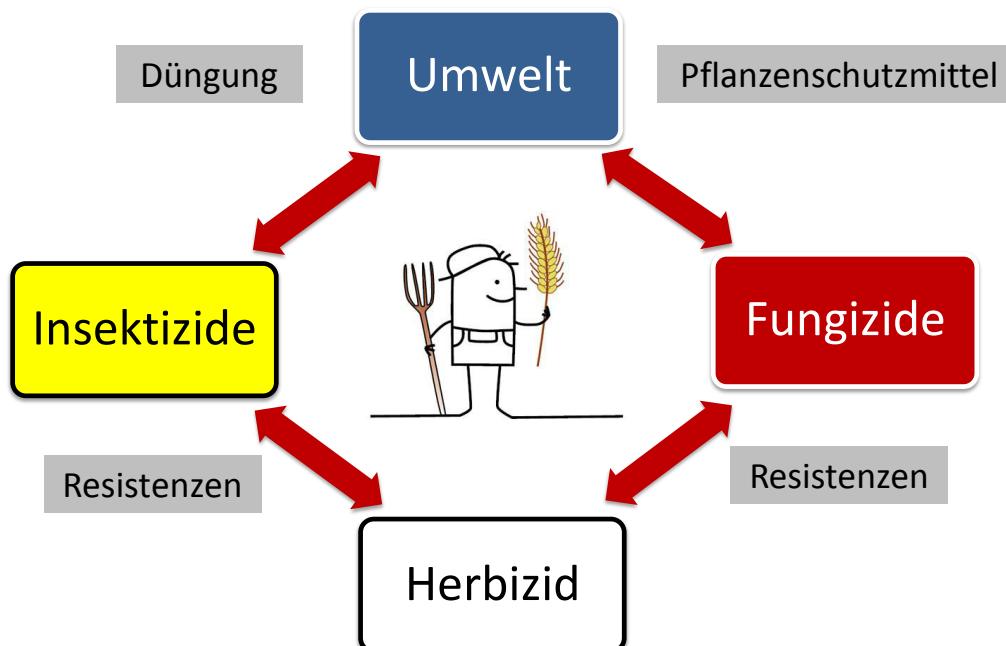 Düngung
Umwelt
Pflanzenschutzmittel
Insektizide
Fungizide
Resistenzen
Resistenzen
Herbizid